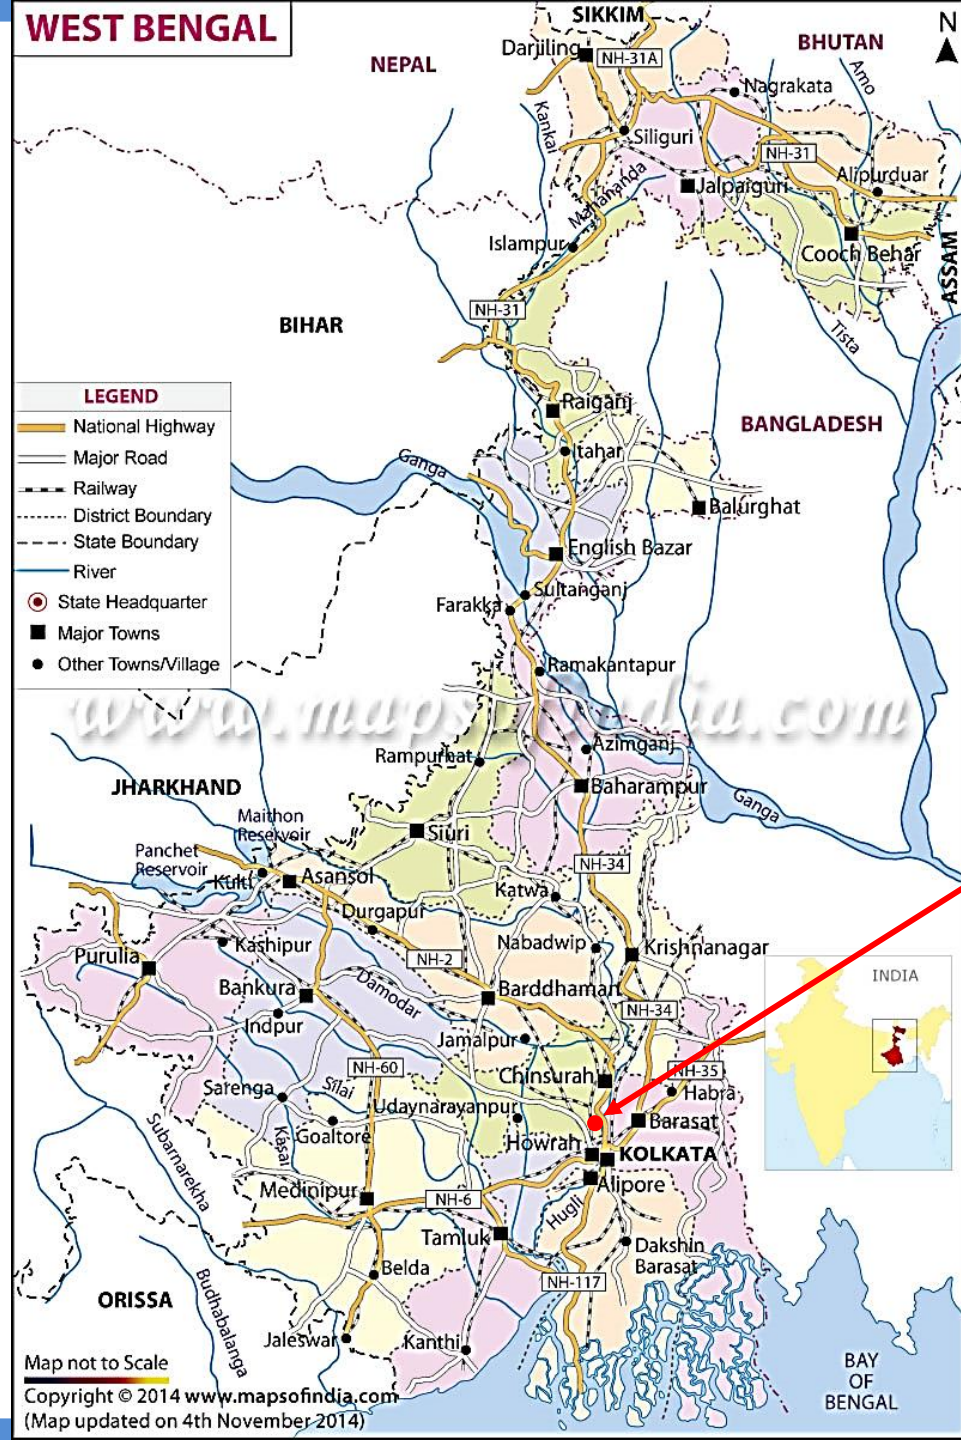 WEST BENGAL
SIKKIM
N
Darjiling
NH-31A
BHUTAN
NEPAL
Nagrakata
Amo
Kankai
Siliguri
NH-31
Alipurduar
Jalpaiguri
Mahananda
Islampur
Cooch Behar
ASSAM
NH-31
BIHAR
Tista
LEGEND
National Highway
Major Road
Railway
District Boundary
State Boundary
River
State Headquarter
Major Towns
Other Towns/Village
Raiganj
BANGLADESH
Itahar
Ganga
Balurghat
English Bazar
Sultanganj
Farakka
Ramakantapur
www.mapsofindia.com
Azimganj
Rampurhat
JHARKHAND
Baharampur
Ganga
Maithon
Reservoir
Siuri
Panchet
Reservoir
NH-34
Kulti
Asansol
Katwa
Durgapur
Kashipur
Nabadwip
Krishnanagar
Purulia
NH-2
INDIA
Bankura
Damodar
Barddhaman
NH-34
Indpur
Jamalpur
NH-60
Chinsurah
NH-35
Sarenga
Silai
Habra
Udaynarayanpur
Goaltore
Barasat
Howrah
KOLKATA
Kasai
Subarnarekha
Medinipur
NH-6
Alipore
Hugli
Tamluk
Dakshin
Barasat
Belda
NH-117
ORISSA
Budhabalanga
Jaleswar
Kanthi
BAY
OF
BENGAL
Map not to Scale
Copyright © 2014 www.mapsofindia.com
(Map updated on 4th November 2014)